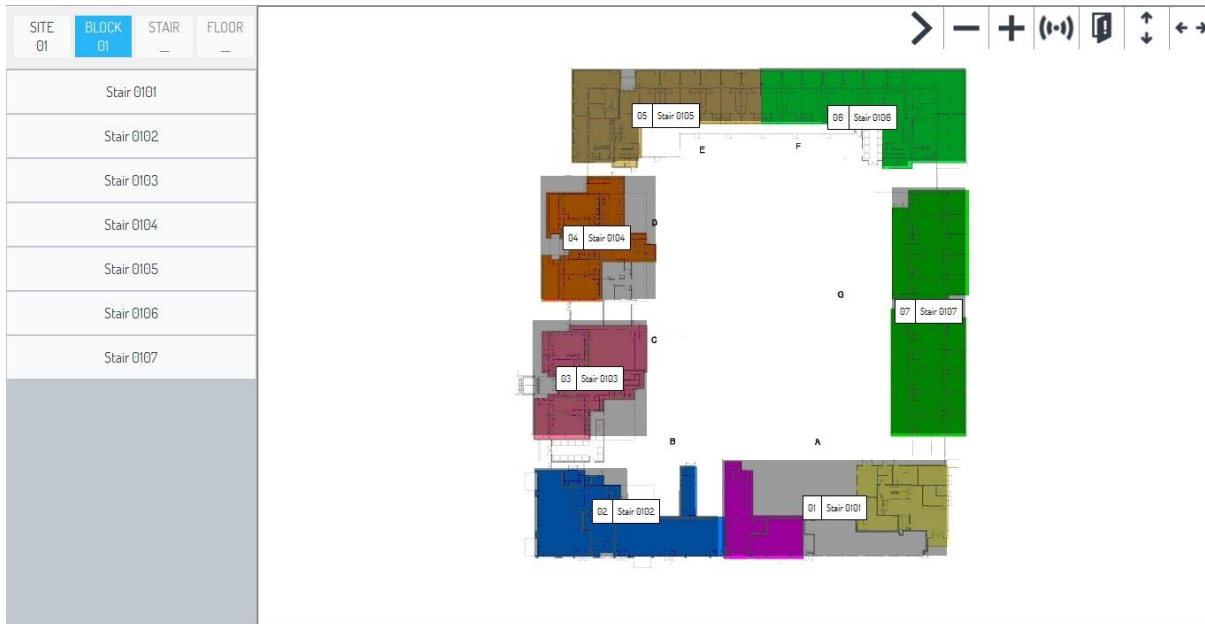 SITE
01
BLOCK
01
STAIR
_
FLOOR
_
Stair 0101
Stair 0102
Stair 0103
Stair 0104
Stair 0105
Stair 0106
Stair 0107
05 Stair 0105
06 Stair 0106
E
F
D
04 Stair 0104
G
07 Stair 0107
C
03 Stair 0103
B
A
02 Stair 0102
01 Stair 0101